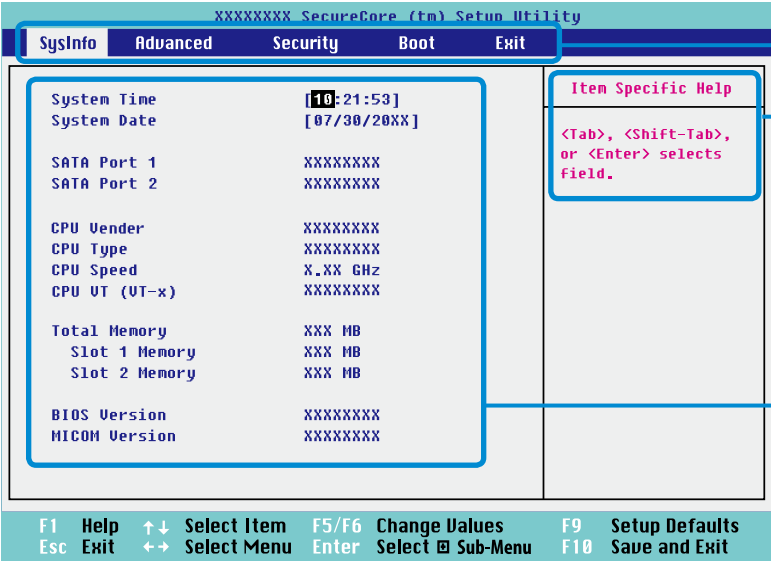 XXXXXXXX SecureCore (tm) Setup Utility
SysInfo Advanced Security Boot Exit
System Time [10:21:53]
System Date [07/30/20XX]
SATA Port 1 XXXXXXXX
SATA Port 2 XXXXXXXX
CPU Vender XXXXXXXX
CPU Type XXXXXXXX
CPU Speed X.XX GHz
CPU VT (VT-x) XXXXXXXX
Total Memory XXX MB
Slot 1 Memory XXX MB
Slot 2 Memory XXX MB
BIOS Version XXXXXXXX
MICOM Version XXXXXXXX
Item Specific Help
<Tab>, <Shift-Tab>,
or <Enter> selects
field.
F1 Help ↑↓ Select Item F5/F6 Change Values F9 Setup Defaults
Esc Exit ←→ Select Menu Enter Select ⊞ Sub-Menu F10 Save and Exit